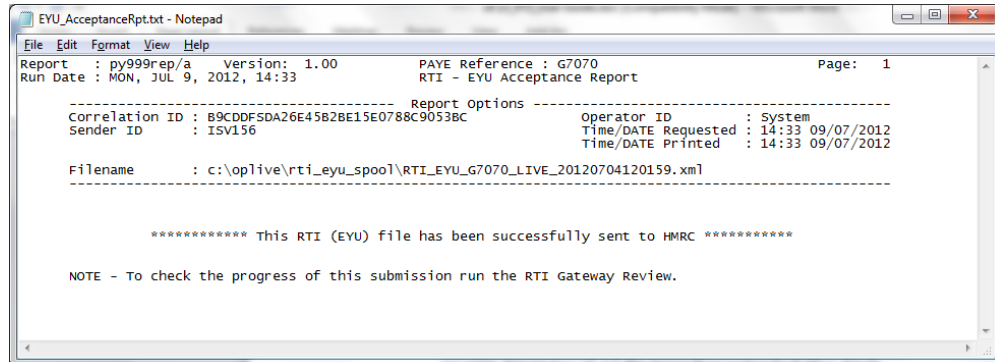 EYU_AcceptanceRpt.txt - Notepad
File Edit Format View Help
Report : py999rep/a Version: 1.00 PAYE Reference : G7070 Page: 1
Run Date : MON, JUL 9, 2012, 14:33 RTI - EYU Acceptance Report
---------------------------------------- Report Options --------------------------------------------
Correlation ID : B9CDDFSDA26E45B2BE15E0788C9053BC Operator ID : System
Sender ID : ISV156 Time/DATE Requested : 14:33 09/07/2012
Time/DATE Printed : 14:33 09/07/2012
Filename : c:\oplive\rti_eyu_spool\RTI_EYU_G7070_LIVE_20120704120159.xml
----------------------------------------------------------------------------------------------------
************ This RTI (EYU) file has been successfully sent to HMRC ***********
NOTE - To check the progress of this submission run the RTI Gateway Review.